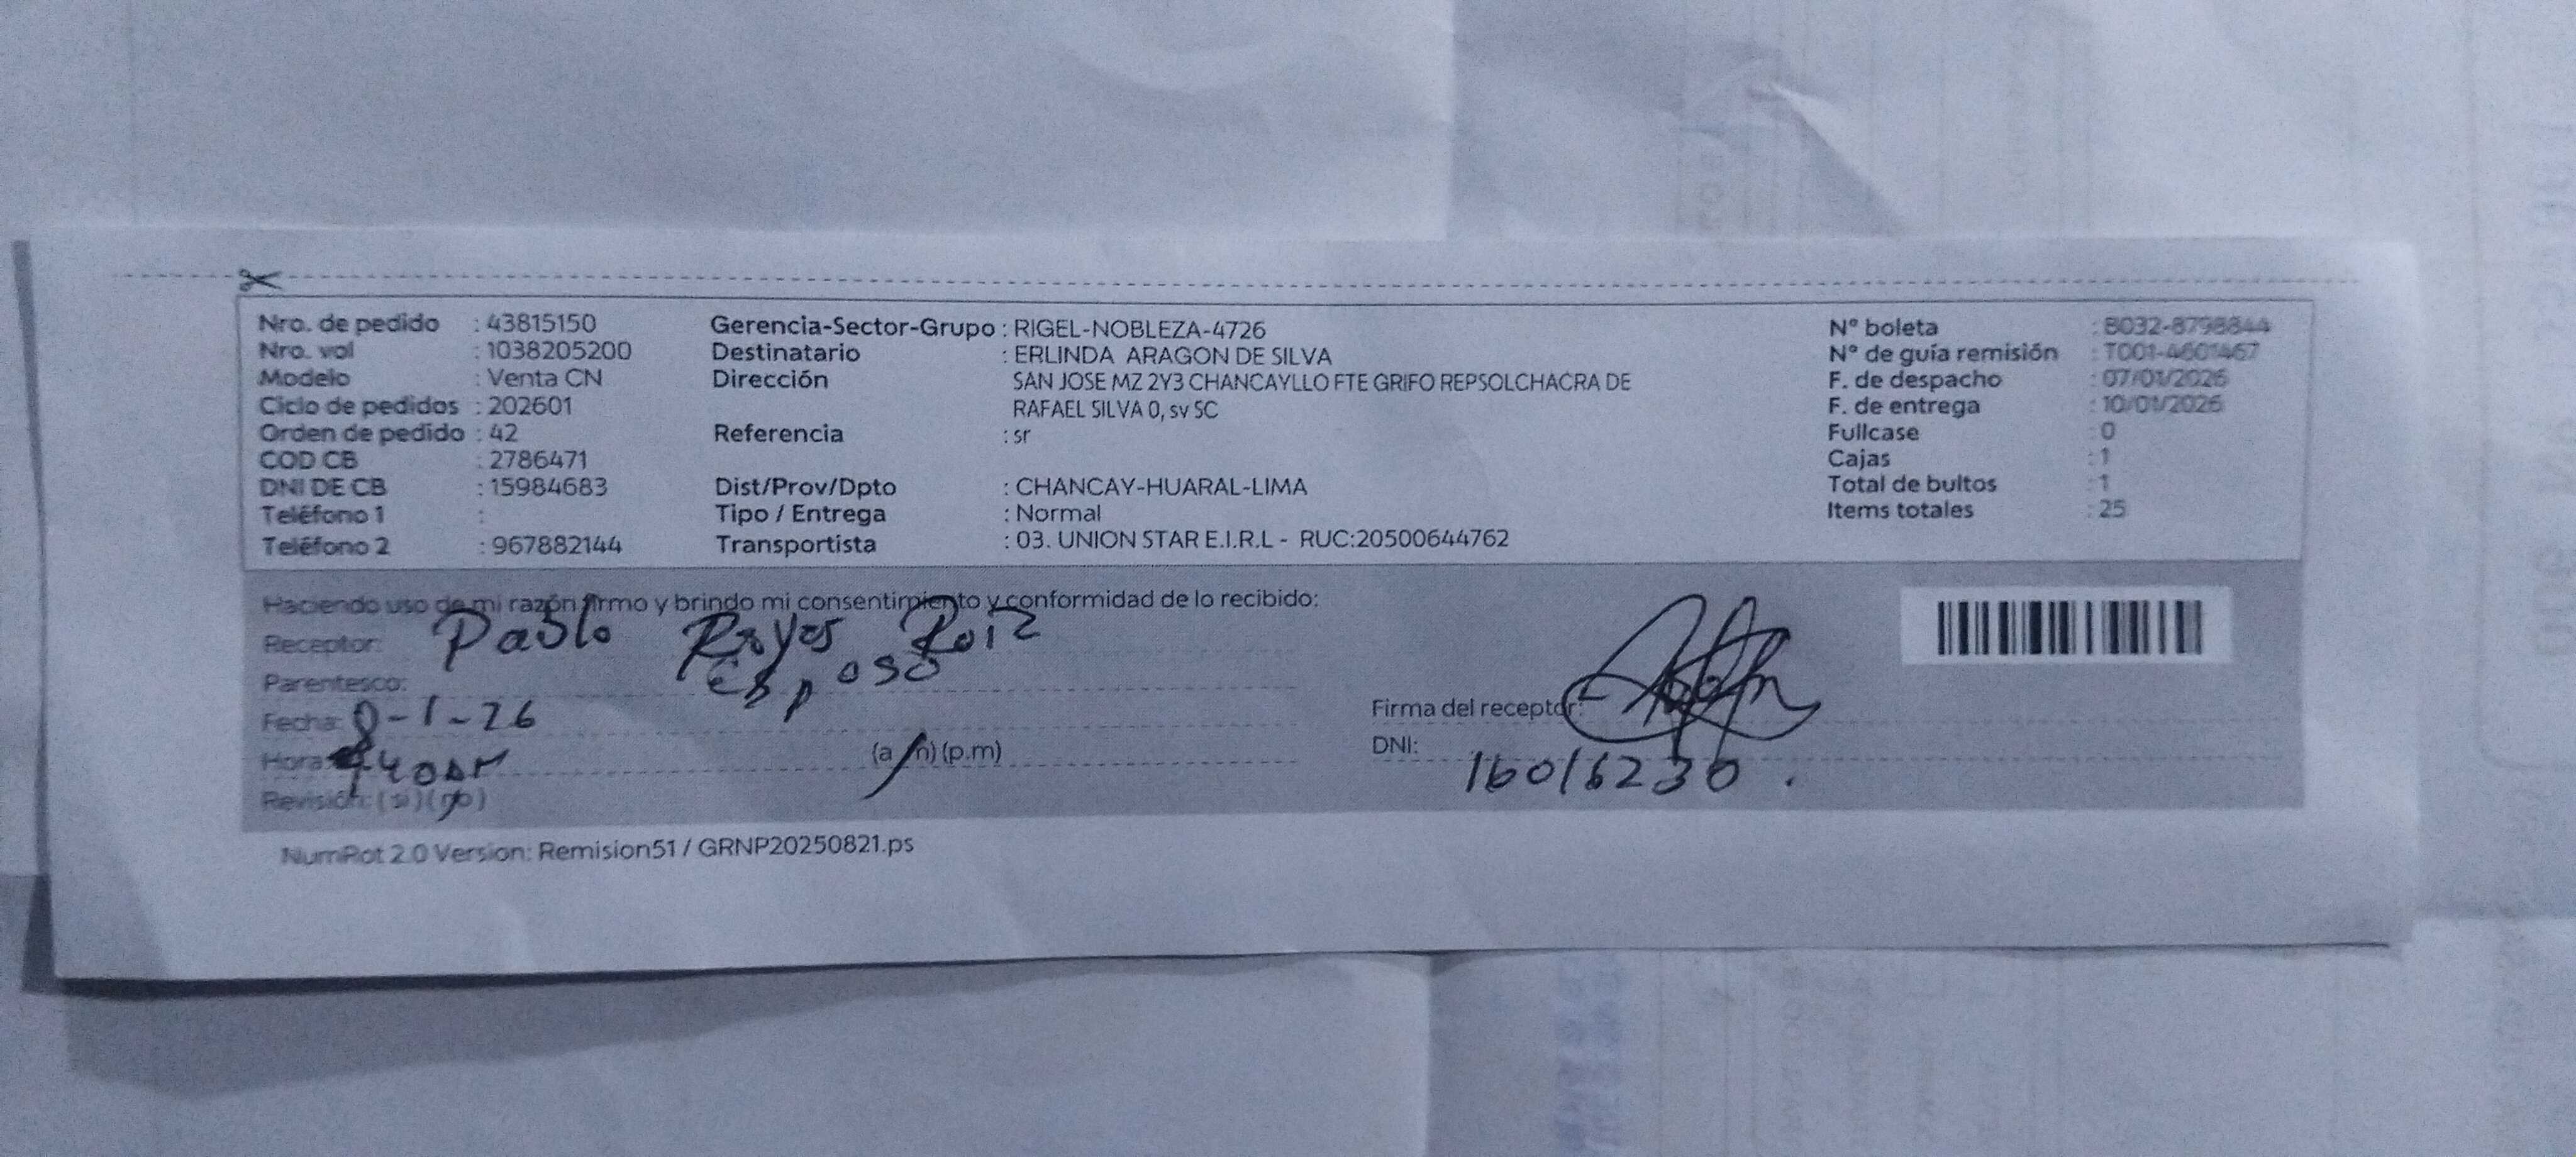 Nro. de pedido : 43815150
Nro. vol : 1038205200
Modelo : Venta CN
Ciclo de pedidos : 202601
Orden de pedido : 42
COD CB : 2786471
DNI DE CB : 15984683
Teléfono 1 :
Teléfono 2 : 967882144
Gerencia-Sector-Grupo : RIGEL-NOBLEZA-4726
Destinatario : ERLINDA ARAGON DE SILVA
Dirección SAN JOSE MZ 2Y3 CHANCAYLLO FTE GRIFO REPSOLCHACRA DE
RAFAEL SILVA 0, sv SC
Referencia : sr
Dist/Prov/Dpto : CHANCAY-HUARAL-LIMA
Tipo / Entrega : Normal
Transportista : 03. UNION STAR E.I.R.L - RUC:20500644762
N° boleta : B032-8798844
N° de guía remisión : T001-4601467
F. de despacho : 07/01/2026
F. de entrega : 10/01/2026
Fullcase : 0
Cajas : 1
Total de bultos : 1
Items totales : 25
Haciendo uso de mi razón firmo y brindo mi consentimiento y conformidad de lo recibido:
Receptor: Pablo Reyes Ruiz
Parentesco: esposo
Fecha: 8-1-26
Hora: (a.m) (p.m)
Revisión: (si) (no)
Firma del receptor:
DNI: 16016230.
NumRot 2.0 Version: Remision51 / GRNP20250821.ps